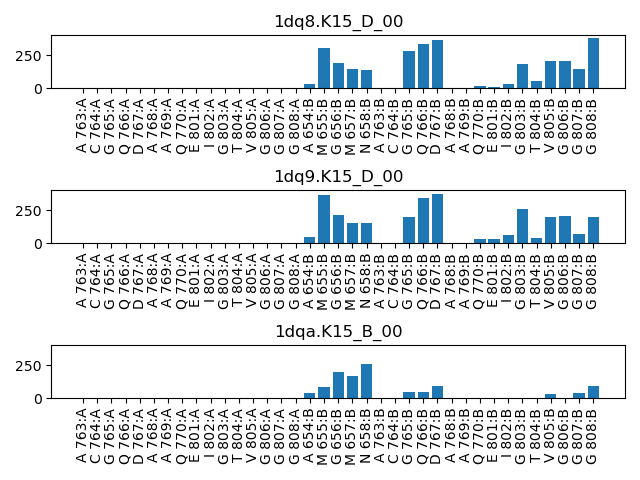 1dq8.K15_D_00
250
0
A 763:A C 764:A G 765:A Q 766:A D 767:A A 768:A A 769:A Q 770:A E 801:A I 802:A G 803:A T 804:A V 805:A G 806:A G 807:A G 808:A A 654:B M 655:B G 656:B M 657:B N 658:B A 763:B C 764:B G 765:B Q 766:B D 767:B A 768:B A 769:B Q 770:B E 801:B I 802:B G 803:B T 804:B V 805:B G 806:B G 807:B G 808:B
1dq9.K15_D_00
250
0
A 763:A C 764:A G 765:A Q 766:A D 767:A A 768:A A 769:A Q 770:A E 801:A I 802:A G 803:A T 804:A V 805:A G 806:A G 807:A G 808:A A 654:B M 655:B G 656:B M 657:B N 658:B A 763:B C 764:B G 765:B Q 766:B D 767:B A 768:B A 769:B Q 770:B E 801:B I 802:B G 803:B T 804:B V 805:B G 806:B G 807:B G 808:B
1dqa.K15_B_00
250
0
A 763:A C 764:A G 765:A Q 766:A D 767:A A 768:A A 769:A Q 770:A E 801:A I 802:A G 803:A T 804:A V 805:A G 806:A G 807:A G 808:A A 654:B M 655:B G 656:B M 657:B N 658:B A 763:B C 764:B G 765:B Q 766:B D 767:B A 768:B A 769:B Q 770:B E 801:B I 802:B G 803:B T 804:B V 805:B G 806:B G 807:B G 808:B